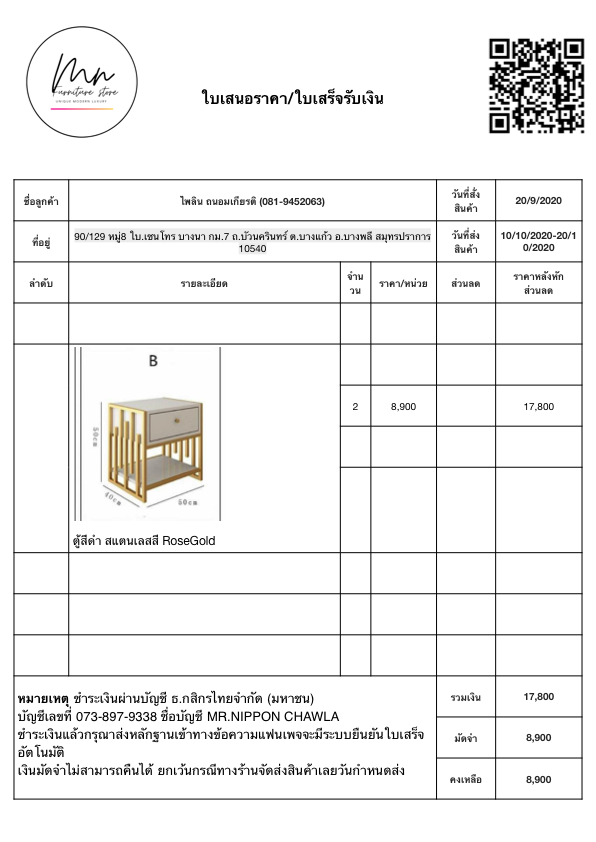 Mn
Furniture store
UNIQUE MODERN LUXURY
ใบเสนอราคา/ใบเสร็จรับเงิน
ชื่อลูกค้า
ไพลิน ถนอมเกียรติ (081-9452063)
วันที่สั่ง
สินค้า
20/9/2020
ที่อยู่
90/129 หมู่8 ใบ.เซนโทร บางนา กม.7 ถ.บัวนครินทร์ ต.บางแก้ว อ.บางพลี สมุทรปราการ
10540
วันที่ส่ง
สินค้า
10/10/2020-20/1
0/2020
ลำดับ
รายละเอียด
จำน
วน
ราคา/หน่วย
ส่วนลด
ราคาหลังหัก
ส่วนลด
B
50cm
40cm
50cm
ตู้สีดำ สแตนเลสสี RoseGold
2
8,900
17,800
หมายเหตุ ชำระเงินผ่านบัญชี ธ.กสิกรไทยจำกัด (มหาชน)
บัญชีเลขที่ 073-897-9338 ชื่อบัญชี MR.NIPPON CHAWLA
ชำระเงินแล้วกรุณาส่งหลักฐานเข้าทางข้อความแฟนเพจจะมีระบบยืนยันใบเสร็จ
อัตโนมัติ
เงินมัดจำไม่สามารถคืนได้ ยกเว้นกรณีทางร้านจัดส่งสินค้าเลยวันกำหนดส่ง
รวมเงิน
17,800
มัดจำ
8,900
คงเหลือ
8,900